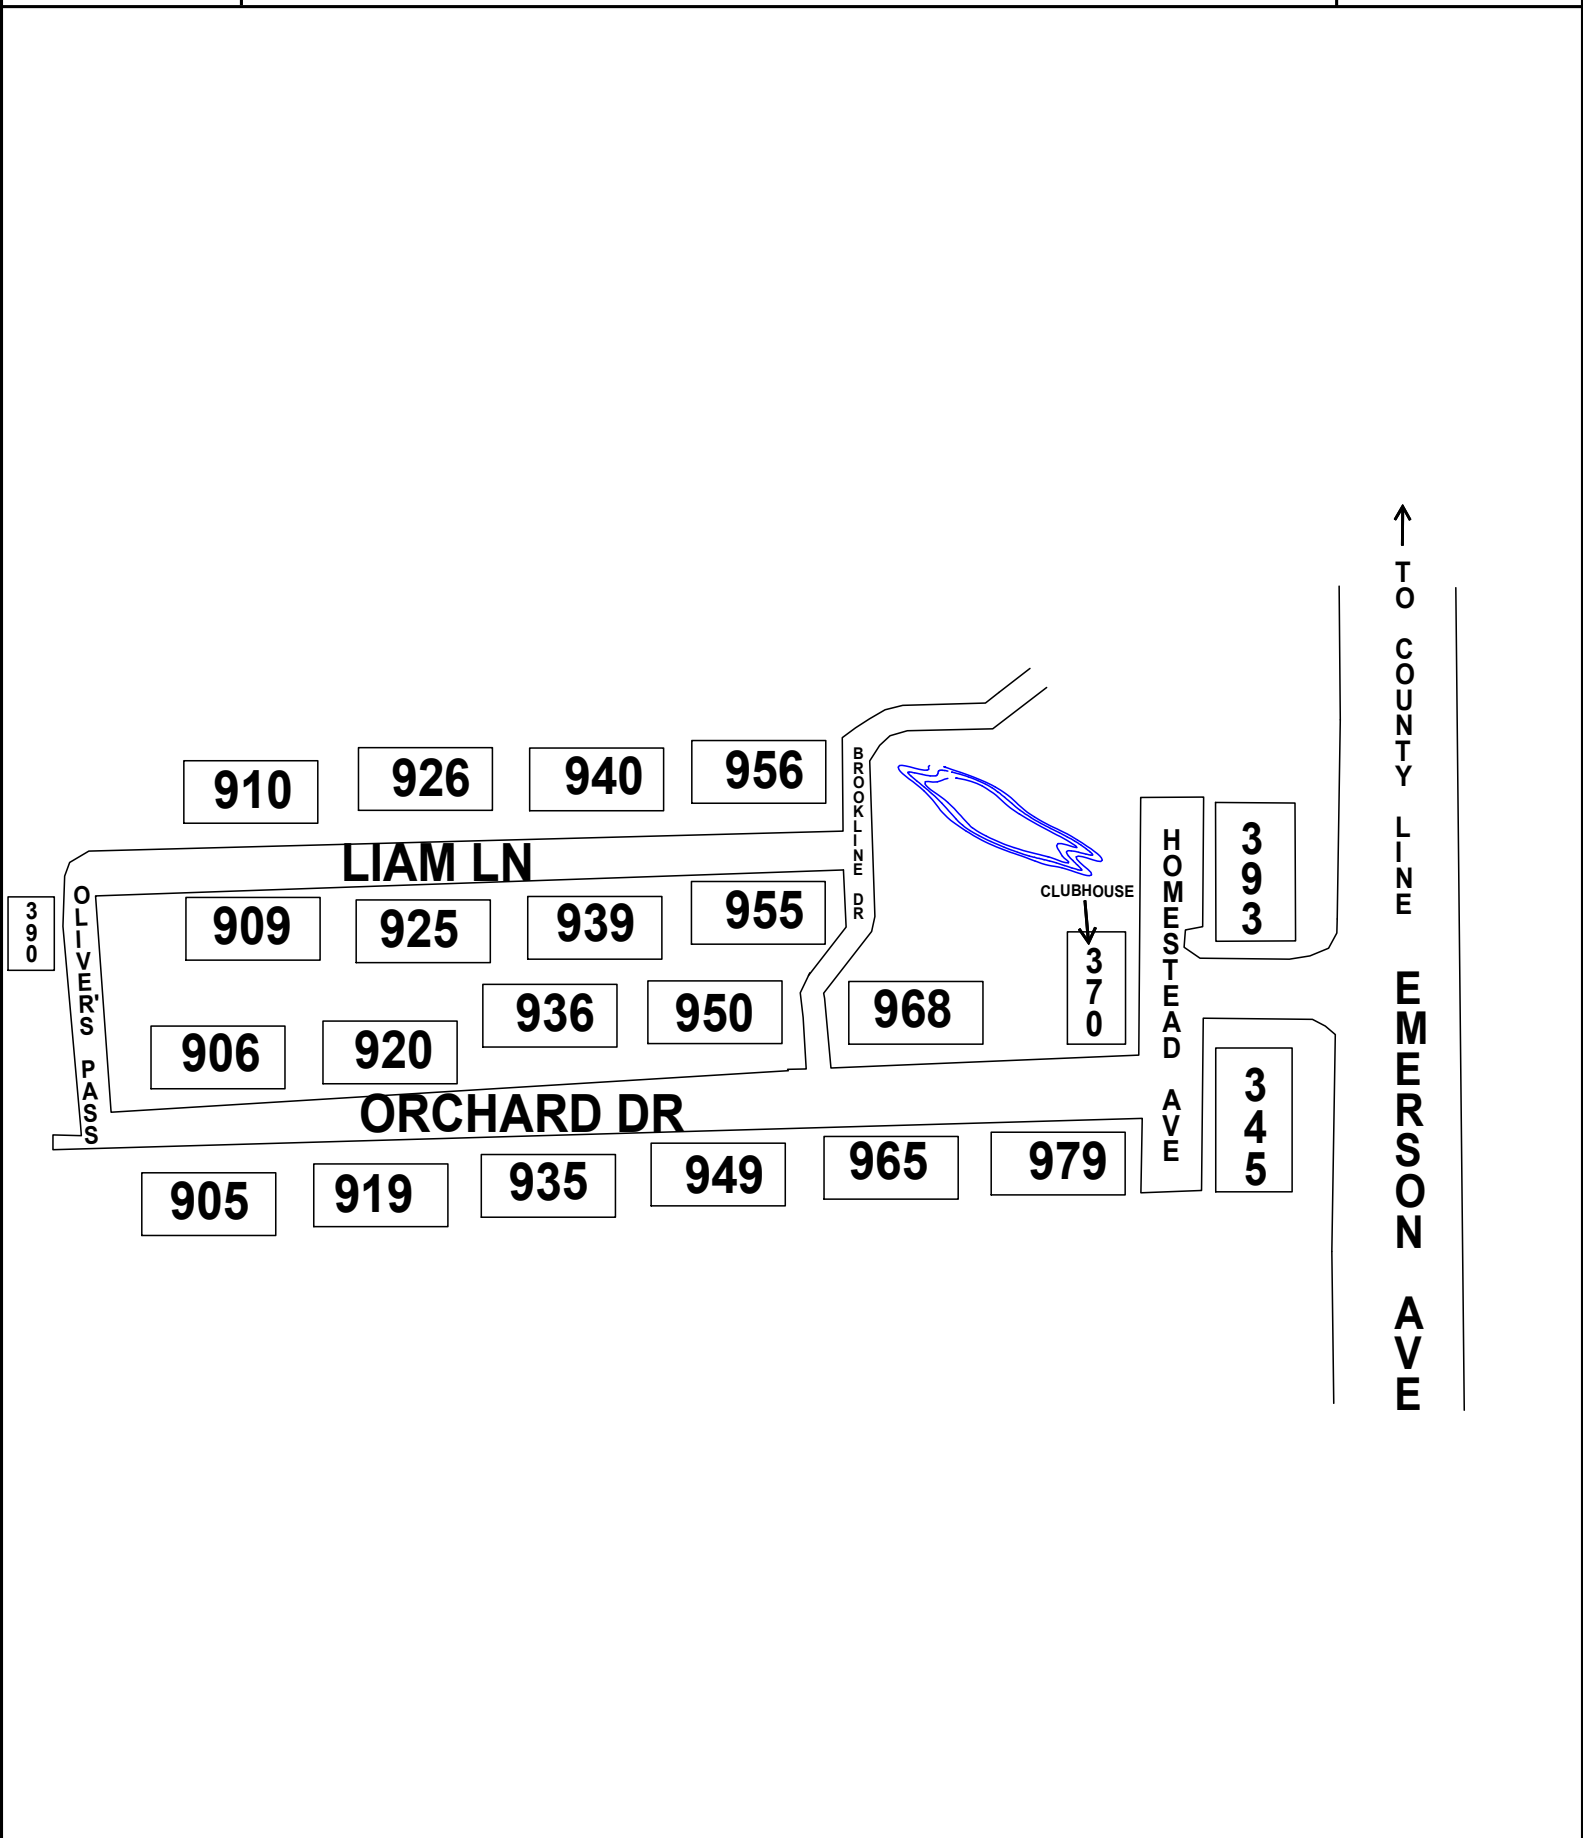 TO COUNTY LINE
EMERSON AVE
BROOKLINE DR
910
926
940
956
LIAM LN
HOMESTEAD AVE
393
CLUBHOUSE
370
390
OLIVER'S PASS
909
925
939
955
906
920
936
950
968
ORCHARD DR
345
905
919
935
949
965
979